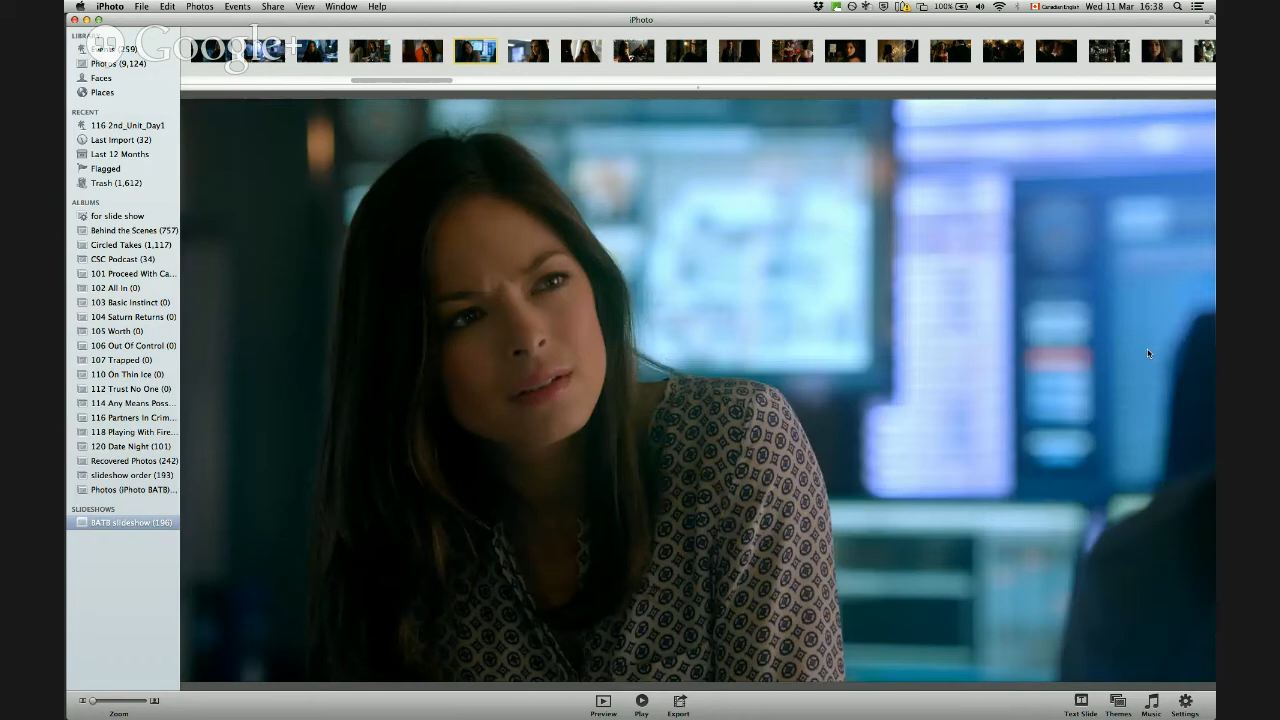 iPhoto File Edit Photos Events Share View Window Help 100% Canadian English Wed 11 Mar 16:38
iPhoto
Google+
LIBRARY
Events (259)
Photos (9,124)
Faces
Places
RECENT
116 2nd_Unit_Day1
Last Import (32)
Last 12 Months
Flagged
Trash (1,612)
ALBUMS
for slide show
Behind the Scenes (757)
Circled Takes (1,117)
CSC Podcast (34)
101 Proceed With Ca...
102 All In (0)
103 Basic Instinct (0)
104 Saturn Returns (0)
105 Worth (0)
106 Out Of Control (0)
107 Trapped (0)
110 On Thin Ice (0)
112 Trust No One (0)
114 Any Means Poss...
116 Partners In Crim...
118 Playing With Fire...
120 Date Night (101)
Recovered Photos (242)
slideshow order (193)
Photos (iPhoto BATB)...
SLIDESHOWS
BATB slideshow (196)
Zoom Preview Play Export Text Slide Themes Music Settings